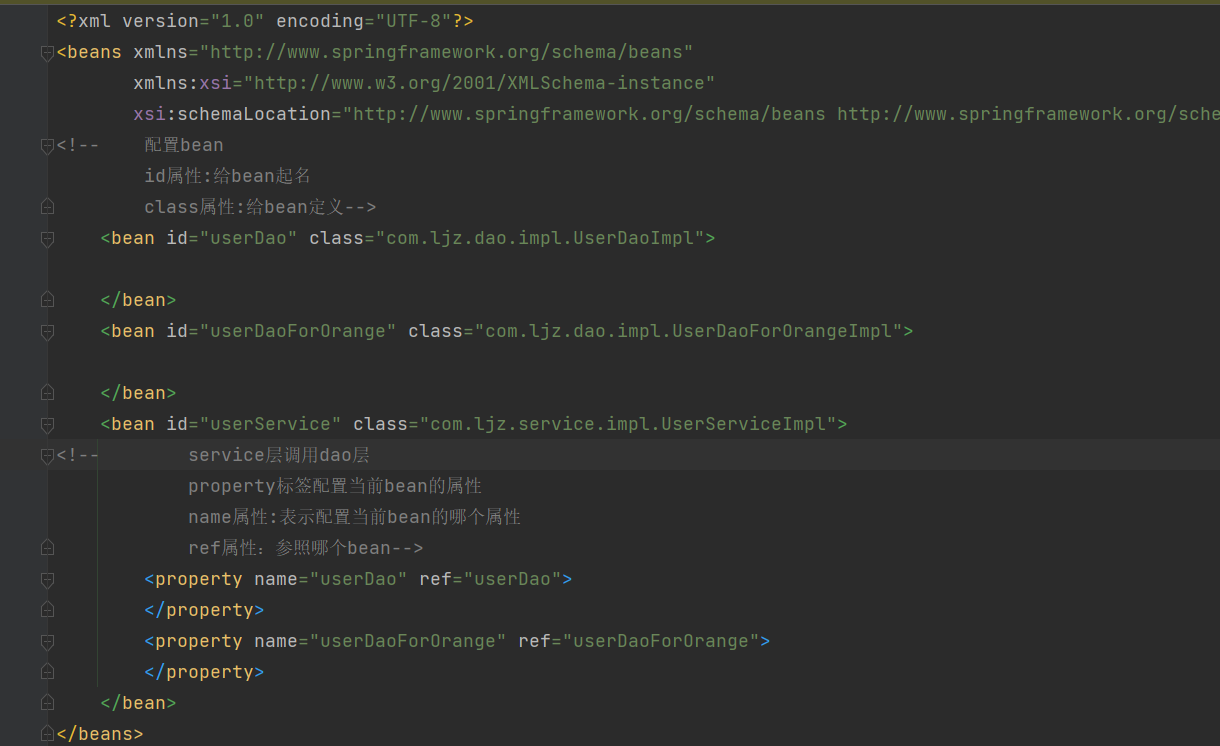 <?xml version="1.0" encoding="UTF-8"?>
<beans xmlns="http://www.springframework.org/schema/beans"
xmlns:xsi="http://www.w3.org/2001/XMLSchema-instance"
xsi:schemaLocation="http://www.springframework.org/schema/beans http://www.springframework.org/sche
<!-- 配置bean
id属性:给bean起名
class属性:给bean定义-->
<bean id="userDao" class="com.ljz.dao.impl.UserDaoImpl">
</bean>
<bean id="userDaoForOrange" class="com.ljz.dao.impl.UserDaoForOrangeImpl">
</bean>
<bean id="userService" class="com.ljz.service.impl.UserServiceImpl">
<!-- service层调用dao层
property标签配置当前bean的属性
name属性:表示配置当前bean的哪个属性
ref属性：参照哪个bean-->
<property name="userDao" ref="userDao">
</property>
<property name="userDaoForOrange" ref="userDaoForOrange">
</property>
</bean>
</beans>